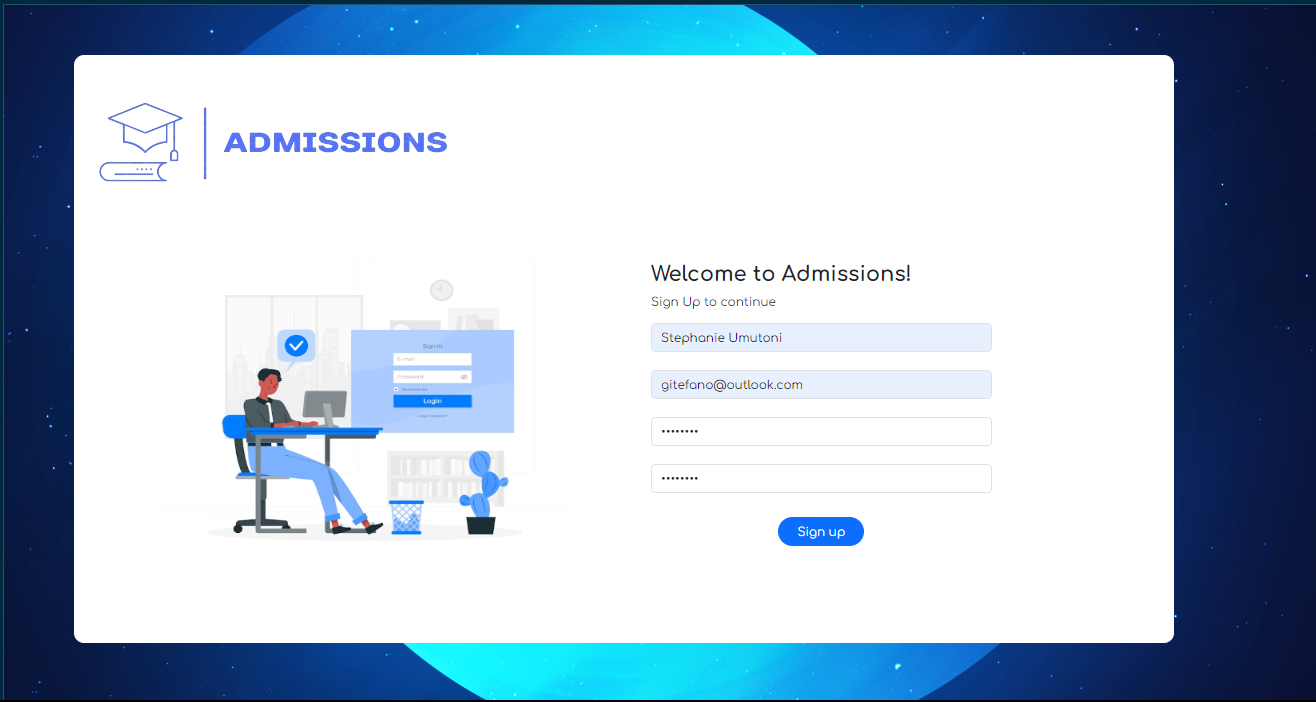 ADMISSIONS
Welcome to Admissions!
Sign Up to continue
Stephanie Umutoni
gitefano@outlook.com
••••••••
••••••••
Sign up
Sign In
E-mail
Password
Login